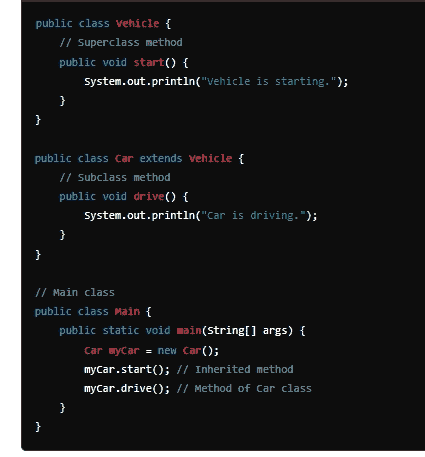 public class Vehicle {
    // Superclass method
    public void start() {
        System.out.println("Vehicle is starting.");
    }
}

public class Car extends Vehicle {
    // Subclass method
    public void drive() {
        System.out.println("Car is driving.");
    }
}

// Main class
public class Main {
    public static void main(String[] args) {
        Car myCar = new Car();
        myCar.start(); // Inherited method
        myCar.drive(); // Method of Car class
    }
}